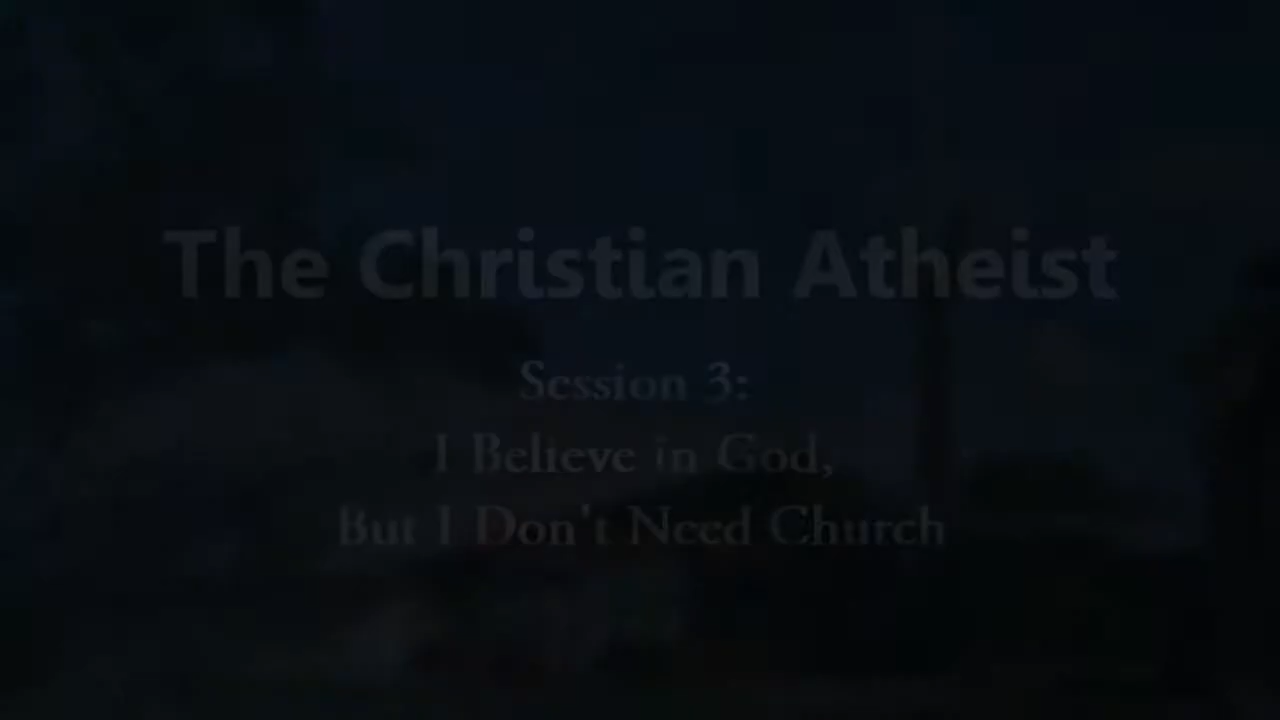 The Christian Atheist
Session 3:
I Believe in God,
But I Don't Need Church